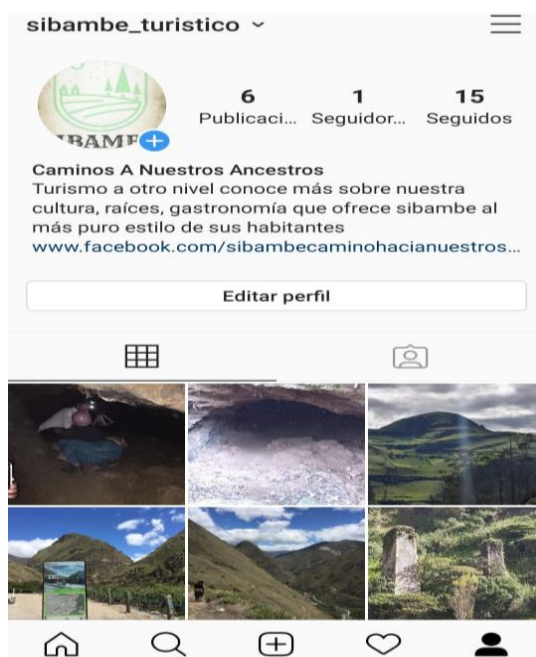 sibambe_turistico
6 1 15
Publicaci... Seguidor... Seguidos
Caminos A Nuestros Ancestros
Turismo a otro nivel conoce más sobre nuestra
cultura, raíces, gastronomía que ofrece sibambe al
más puro estilo de sus habitantes
www.facebook.com/sibambecaminohacianuestros...
Editar perfil